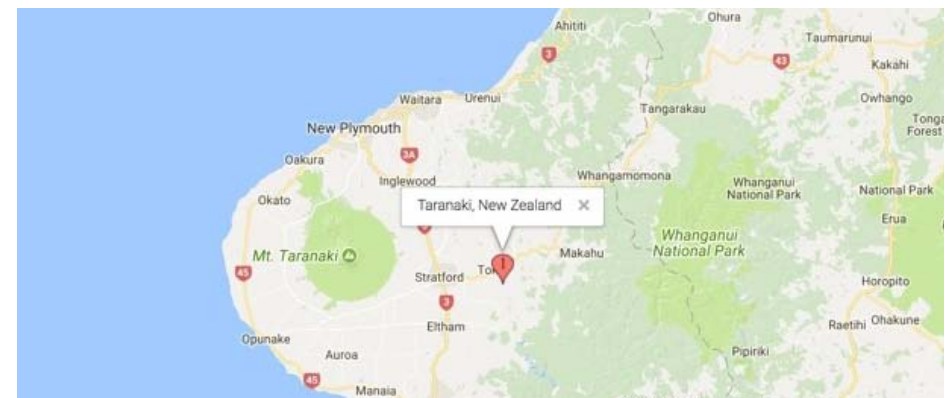 Ahititi
Ohura
Taumarunui
3
43
Kakahi
Owhango
Waitara
Urenui
Tangarakau
New Plymouth
Forest
3A
Oakura
Inglewood
Whangamomona
Whanganui
National Park
National Park
Okato
Taranaki, New Zealand ×
Erua
Whanganui
National Park
Mt. Taranaki
Makahu
45
Stratford
Horopito
3
Eltham
Raetihi
Ohakune
Opunake
Auroa
Pipiriki
45
Manaia